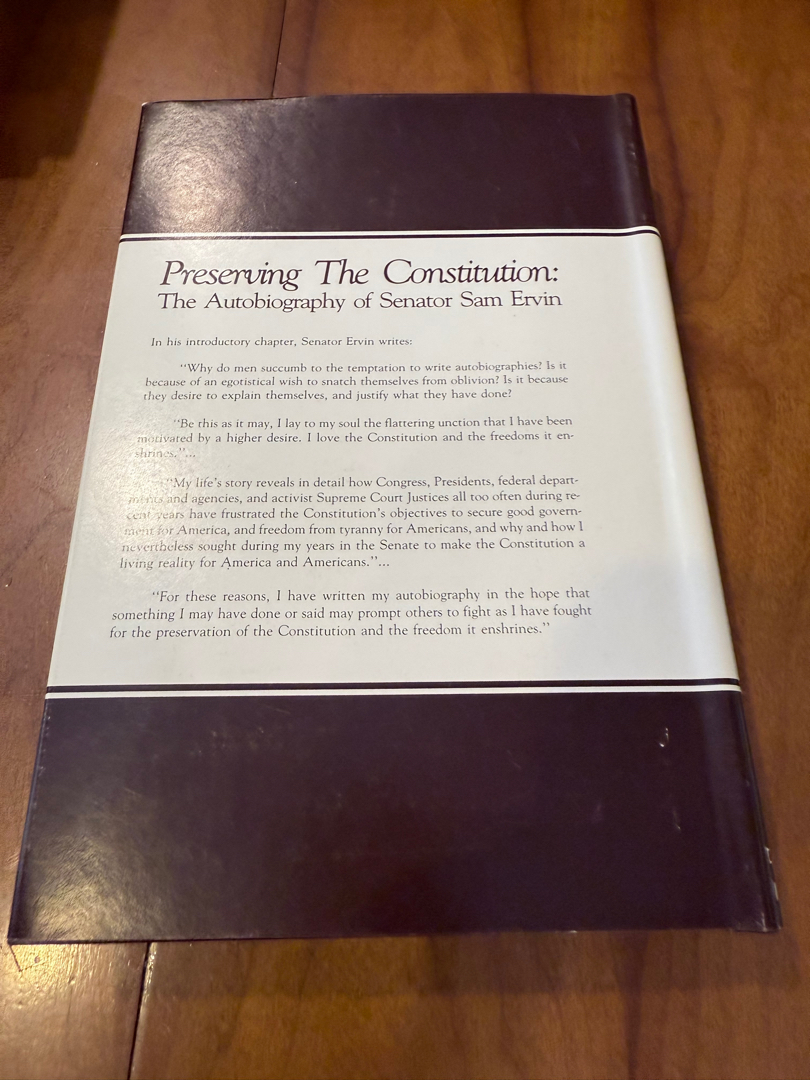 Preserving The Constitution:
The Autobiography of Senator Sam Ervin
In his introductory chapter, Senator Ervin writes:
"Why do men succumb to the temptation to write autobiographies? Is it
because of an egotistical wish to snatch themselves from oblivion? Is it because
they desire to explain themselves, and justify what they have done?
"Be this as it may, I lay to my soul the flattering unction that I have been
motivated by a higher desire. I love the Constitution and the freedoms it en-
shrines."...
"My life's story reveals in detail how Congress, Presidents, federal depart-
ments and agencies, and activist Supreme Court Justices all too often during re-
cent years have frustrated the Constitution's objectives to secure good govern-
ment for America, and freedom from tyranny for Americans, and why and how I
nevertheless sought during my years in the Senate to make the Constitution a
living reality for America and Americans."...
"For these reasons, I have written my autobiography in the hope that
something I may have done or said may prompt others to fight as I have fought
for the preservation of the Constitution and the freedom it enshrines."